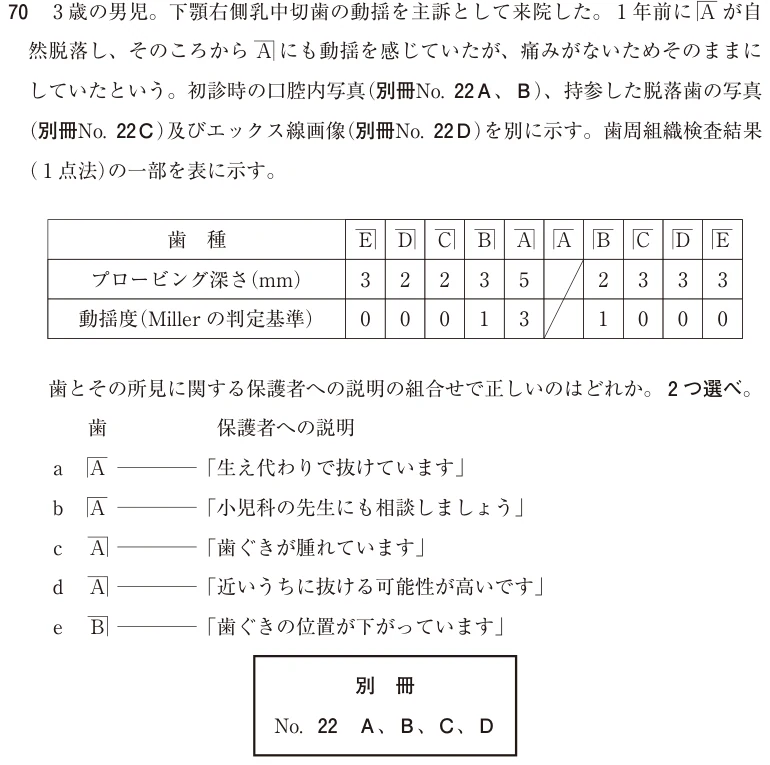 70　３歳の男児。下顎右側乳中切歯の動揺を主訴として来院した。１年前に A が自
然脱落し、そのころから A にも動揺を感じていたが、痛みがないためそのままに
していたという。初診時の口腔内写真(別冊No. 22A、B)、持参した脱落歯の写真
(別冊No. 22C)及びエックス線画像(別冊No. 22D)を別に示す。歯周組織検査結果
(１点法)の一部を表に示す。
歯　種 E D C B A A B C D E
プロービング深さ(mm) 3 2 2 3 5 2 3 3 3
動揺度(Miller の判定基準) 0 0 0 1 3 1 0 0 0
歯とその所見に関する保護者への説明の組合せで正しいのはどれか。２つ選べ。
歯　保護者への説明
a　A ――――「生え代わりで抜けています」
b　A ――――「小児科の先生にも相談しましょう」
c　A ――――「歯ぐきが腫れています」
d　A ――――「近いうちに抜ける可能性が高いです」
e　B ――――「歯ぐきの位置が下がっています」
別　冊
No. 22　A、B、C、D